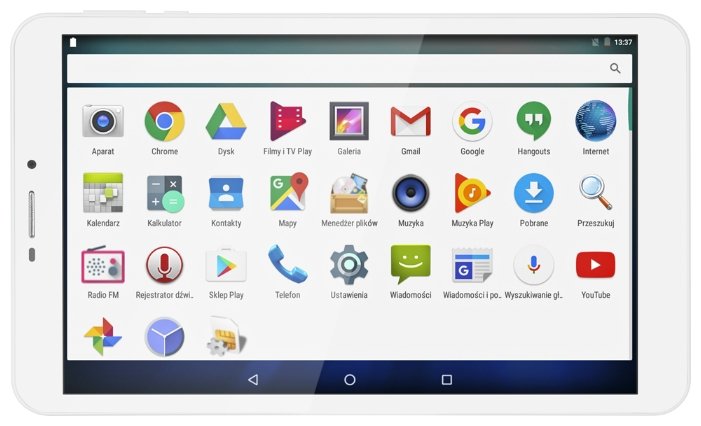 13:37
Aparat
Chrome
Dysk
Filmy i TV Play
Galeria
Gmail
Google
Hangouts
Internet
Kalendarz
Kalkulator
Kontakty
Mapy
Menedżer plików
Muzyka
Muzyka Play
Pobrane
Przeszukuj
Radio FM
Rejestrator dźwi..
Sklep Play
Telefon
Ustawienia
Wiadomości
Wiadomości i po..
Wyszukiwanie gł..
YouTube